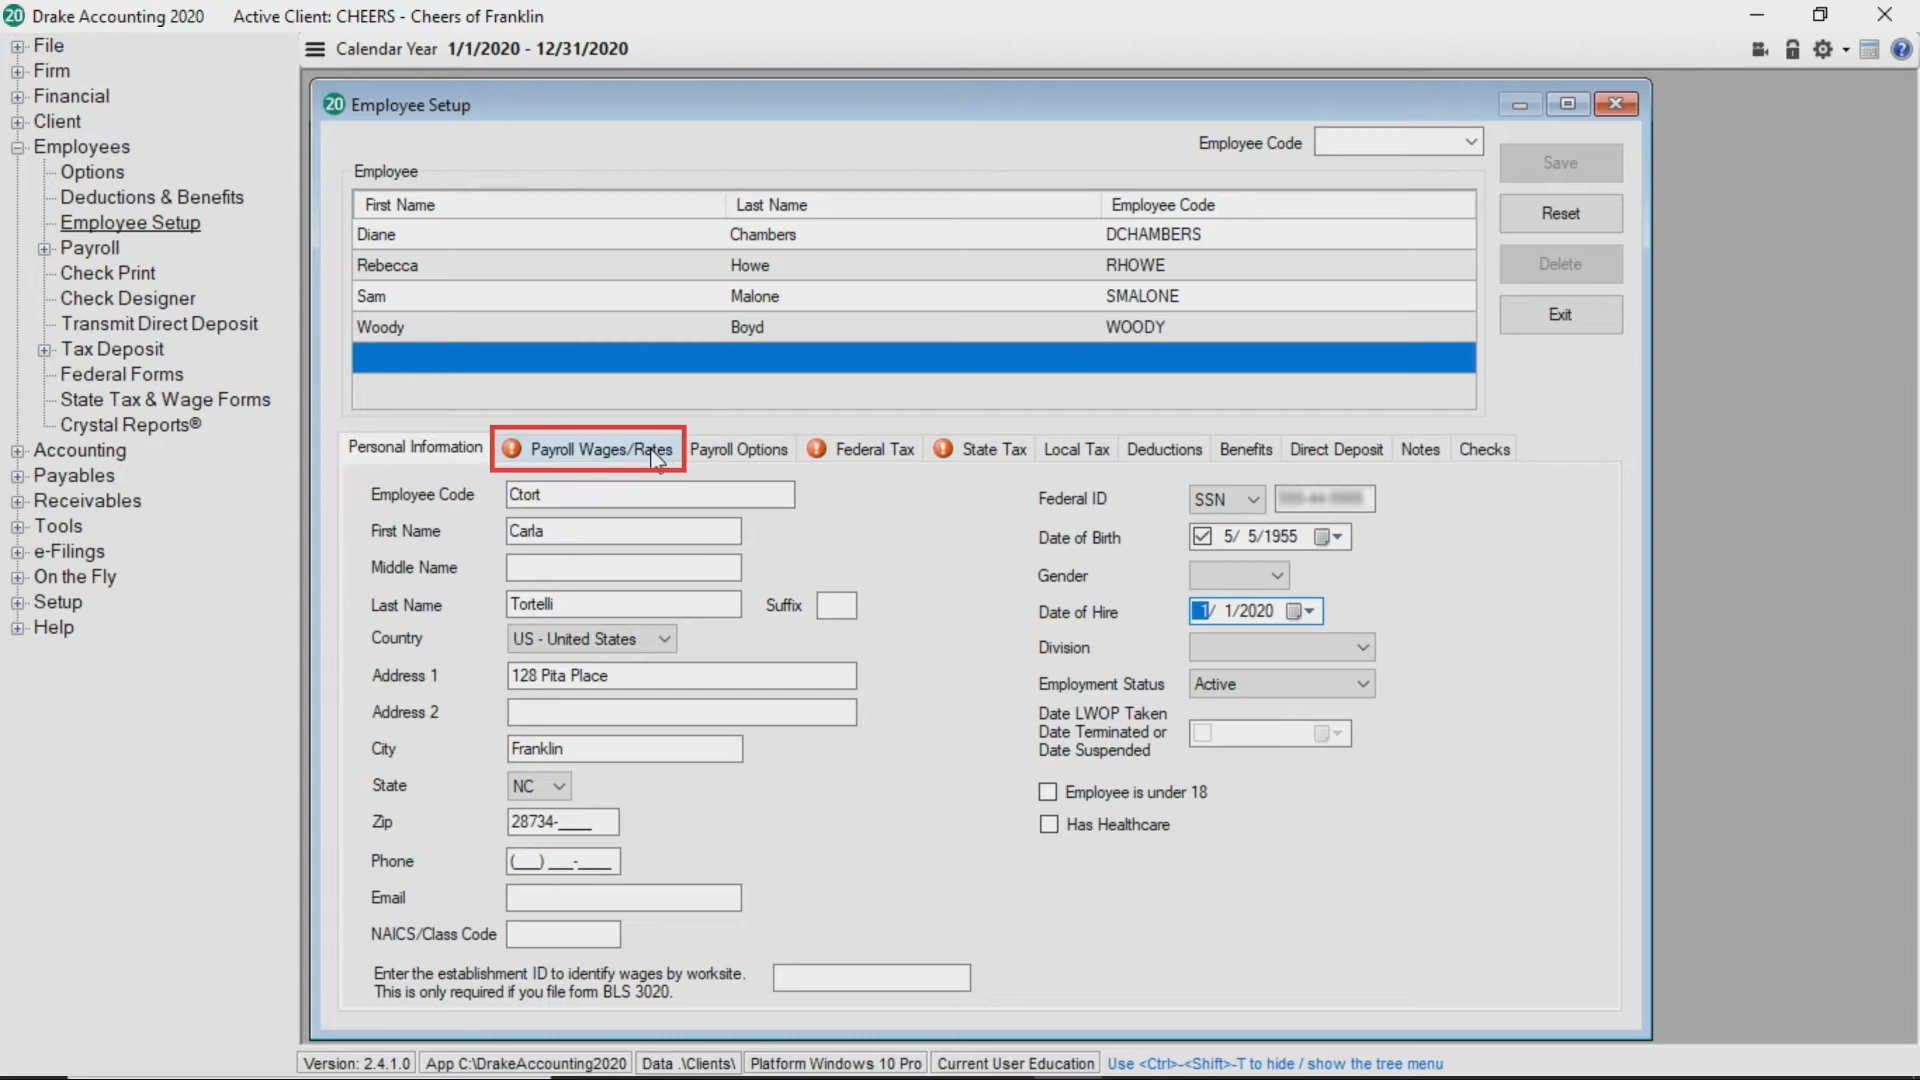 20 Drake Accounting 2020 Active Client: CHEERS - Cheers of Franklin
File
Firm
Financial
Client
Employees
Options
Deductions & Benefits
Employee Setup
Payroll
Check Print
Check Designer
Transmit Direct Deposit
Tax Deposit
Federal Forms
State Tax & Wage Forms
Crystal Reports®
Accounting
Payables
Receivables
Tools
e-Filings
On the Fly
Setup
Help
Calendar Year 1/1/2020 - 12/31/2020
20 Employee Setup
Employee Code
Employee
First Name Last Name Employee Code
Diane Chambers DCHAMBERS
Rebecca Howe RHOWE
Sam Malone SMALONE
Woody Boyd WOODY
Save
Reset
Delete
Exit
Personal Information Payroll Wages/Rates Payroll Options Federal Tax State Tax Local Tax Deductions Benefits Direct Deposit Notes Checks
Employee Code Ctort
First Name Carla
Middle Name
Last Name Tortelli Suffix
Country US - United States
Address 1 128 Pita Place
Address 2
City Franklin
State NC
Zip 28734-____
Phone (___) ___-____
Email
NAICS/Class Code
Enter the establishment ID to identify wages by worksite.
This is only required if you file form BLS 3020.
Federal ID SSN
Date of Birth 5/ 5/1955
Gender
Date of Hire 1/ 1/2020
Division
Employment Status Active
Date LWOP Taken
Date Terminated or
Date Suspended
Employee is under 18
Has Healthcare
Version: 2.4.1.0 App C:\DrakeAccounting2020 Data .\Clients\ Platform Windows 10 Pro Current User Education Use <Ctrl>-<Shift>-T to hide / show the tree menu